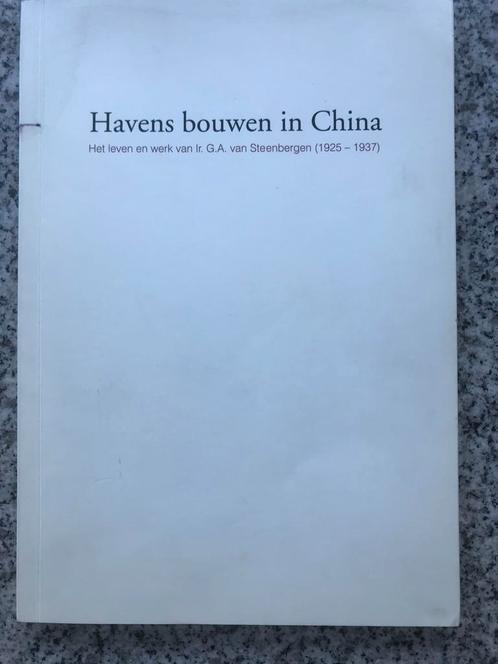 Havens bouwen in China
Het leven en werk van Ir. G.A. van Steenbergen (1925 – 1937)